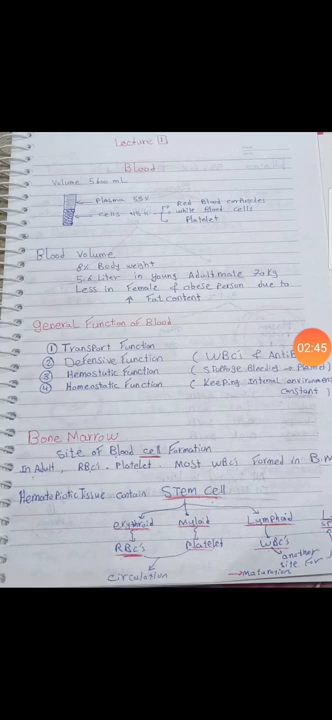 Lecture 1
Blood
Volume 5600 mL
Plasma 55%
Cells 45%
Red Blood corpuscles
white Blood cells
Platelet
Blood Volume
8% Body weight
5.6 Liter in young Adult male 70 Kg
Less in Female & obese Person due to
↑ Fat content
general Function of Blood
① Transport Function
② Defensive Function ( WBC's & Anti
③ Hemostatic Function ( Stoppage Bleeding →
④ Homeostatic Function ( Keeping Internal environmen
constant )
02:45
Bone Marrow
site of Blood cell Formation
In Adult, RBCs. Platelet. Most WBCs Formed in B.M
Hematopiotic Tissue contain Stem cell
erythroid Myloid Lymphoid
RBC's Platelet WBC's
Circulation
another
site For
→ Maturation